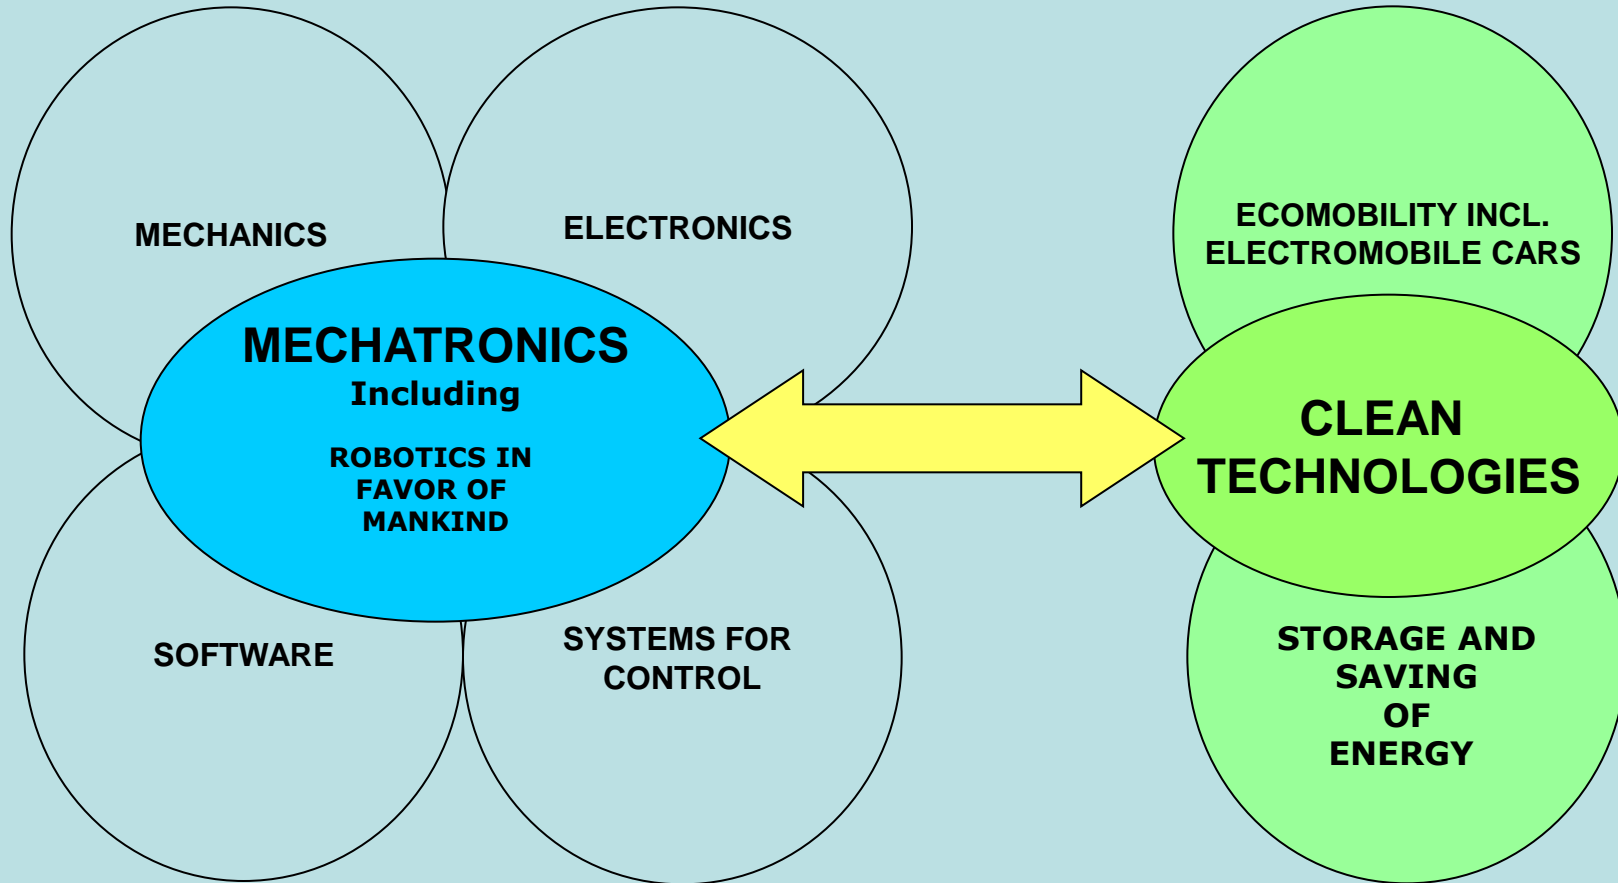 MECHANICS
ELECTRONICS
MECHATRONICS
Including
ROBOTICS IN
FAVOR OF
MANKIND
SOFTWARE
SYSTEMS FOR
CONTROL
ECOMOBILITY INCL.
ELECTROMOBILE CARS
CLEAN
TECHNOLOGIES
STORAGE AND
SAVING
OF
ENERGY